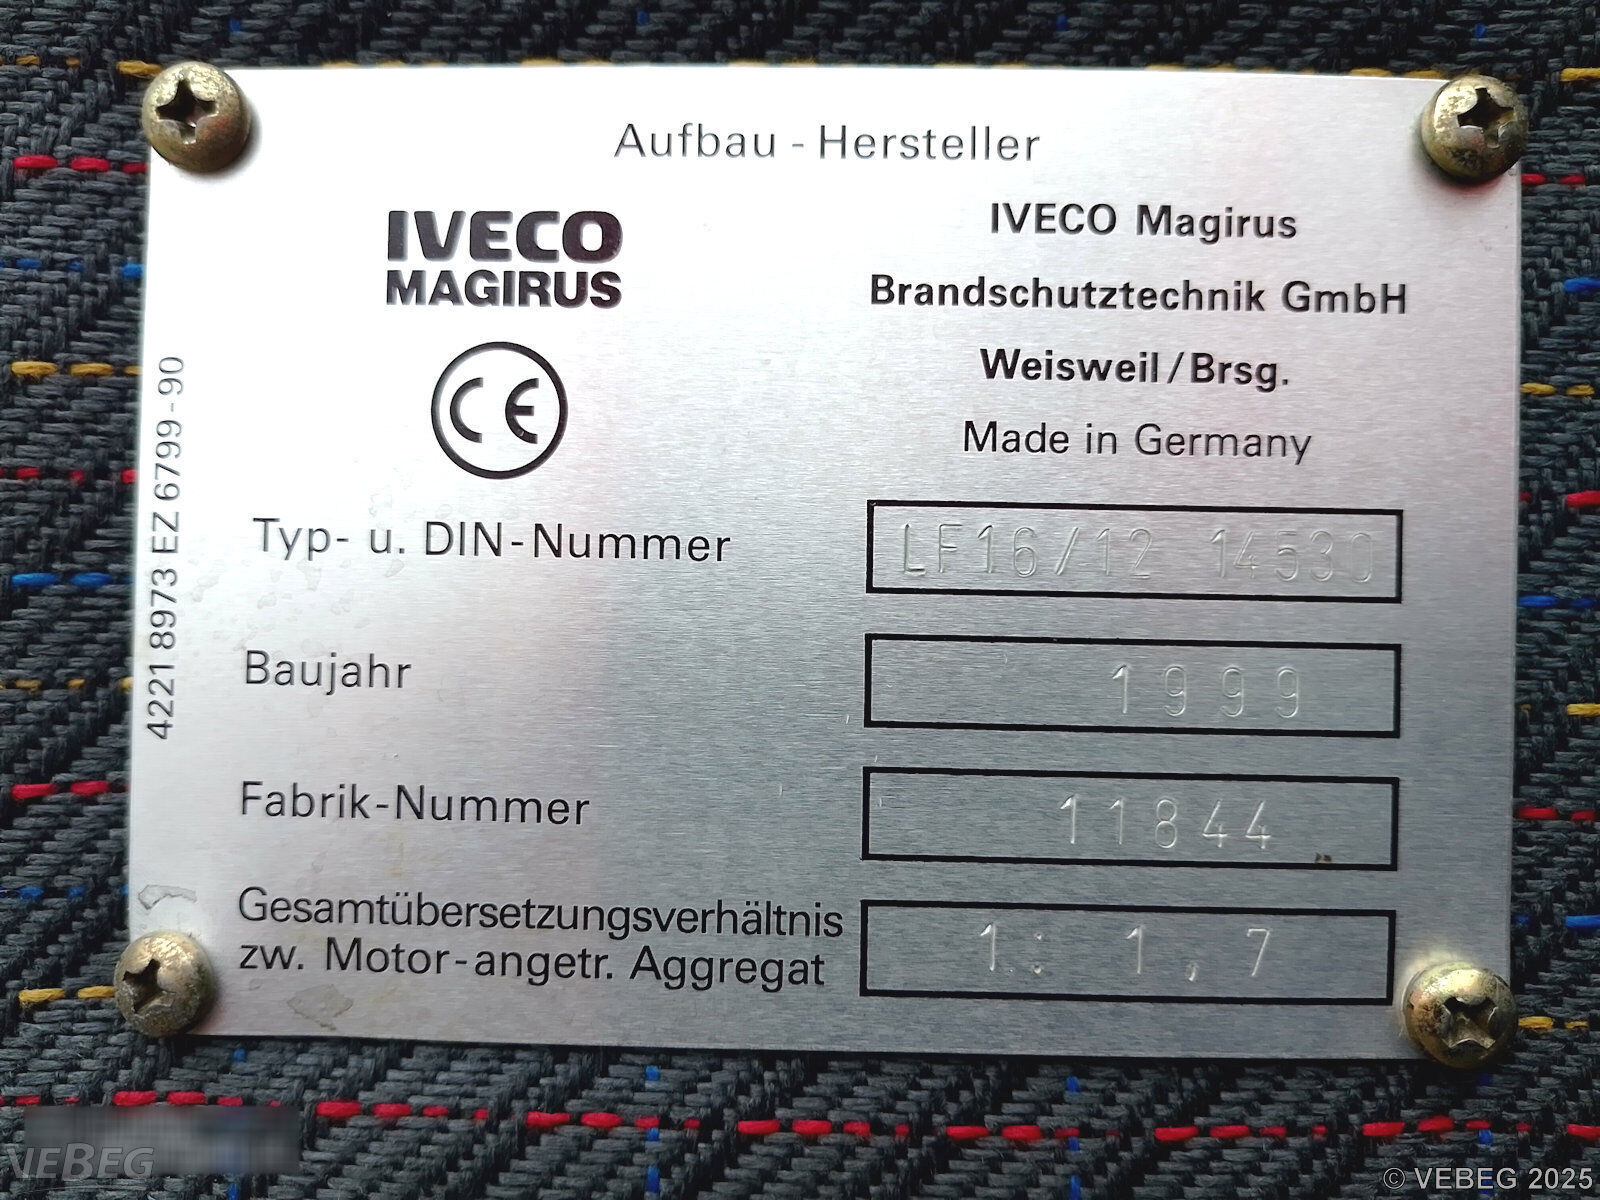 Aufbau - Hersteller
IVECO
MAGIRUS
CE
IVECO Magirus
Brandschutztechnik GmbH
Weisweil / Brsg.
Made in Germany
4221 8973 EZ 6799-90
Typ- u. DIN-Nummer LF16/12 14530
Baujahr 1999
Fabrik-Nummer 11844
Gesamtübersetzungsverhältnis
zw. Motor-angetr. Aggregat 1: 1,7
VEBEG
© VEBEG 2025